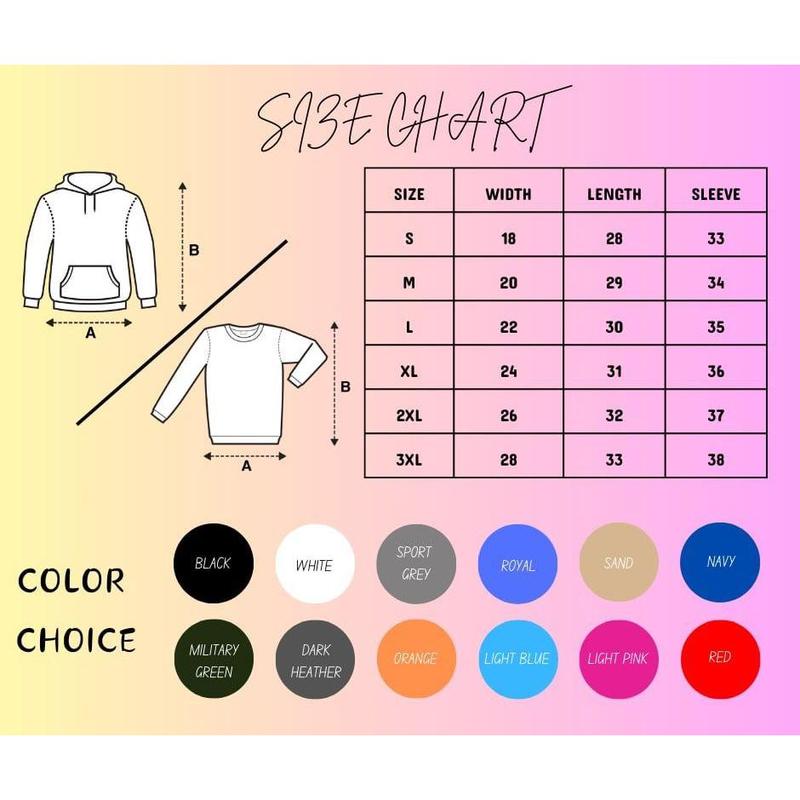 SIZE CHART
SIZE WIDTH LENGTH SLEEVE
S 18 28 33
M 20 29 34
L 22 30 35
XL 24 31 36
2XL 26 32 37
3XL 28 33 38
B
A
B
A
COLOR
CHOICE
BLACK
WHITE
SPORT
GREY
ROYAL
SAND
NAVY
MILITARY
GREEN
DARK
HEATHER
ORANGE
LIGHT BLUE
LIGHT PINK
RED